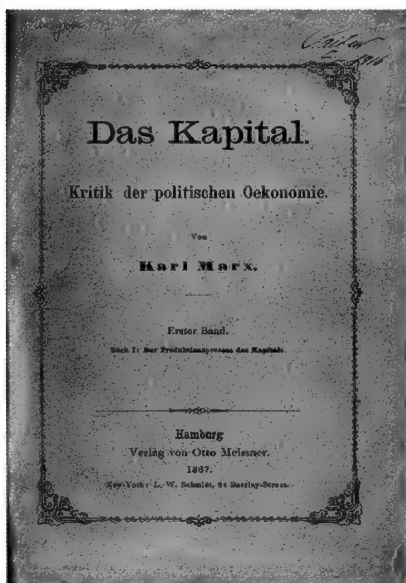 Das Kapital.
Kritik der politischen Oekonomie.
Von
Karl Marx.
Erster Band.
Buch I: Der Produktionsprocess des Kapitals.
Hamburg
Verlag von Otto Meissner.
1867.
New-York: L. W. Schmidt, 24 Barclay-Street.